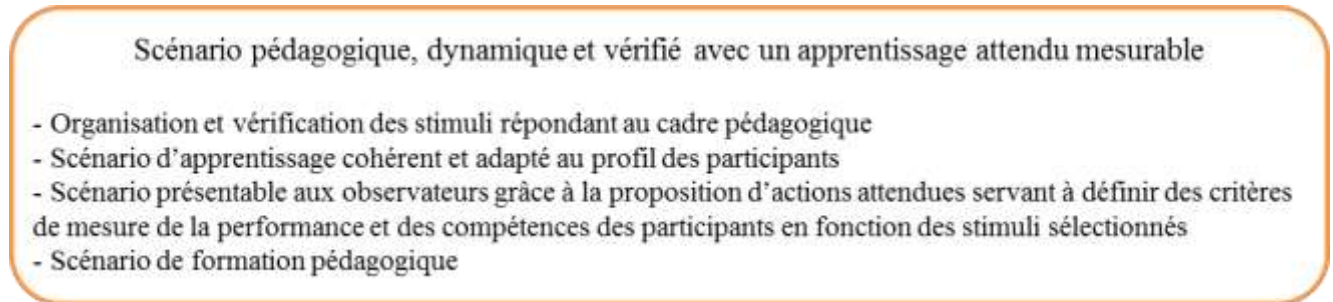 Scénario pédagogique, dynamique et vérifié avec un apprentissage attendu mesurable
- Organisation et vérification des stimuli répondant au cadre pédagogique
- Scénario d'apprentissage cohérent et adapté au profil des participants
- Scénario présentable aux observateurs grâce à la proposition d'actions attendues servant à définir des critères
de mesure de la performance et des compétences des participants en fonction des stimuli sélectionnés
- Scénario de formation pédagogique